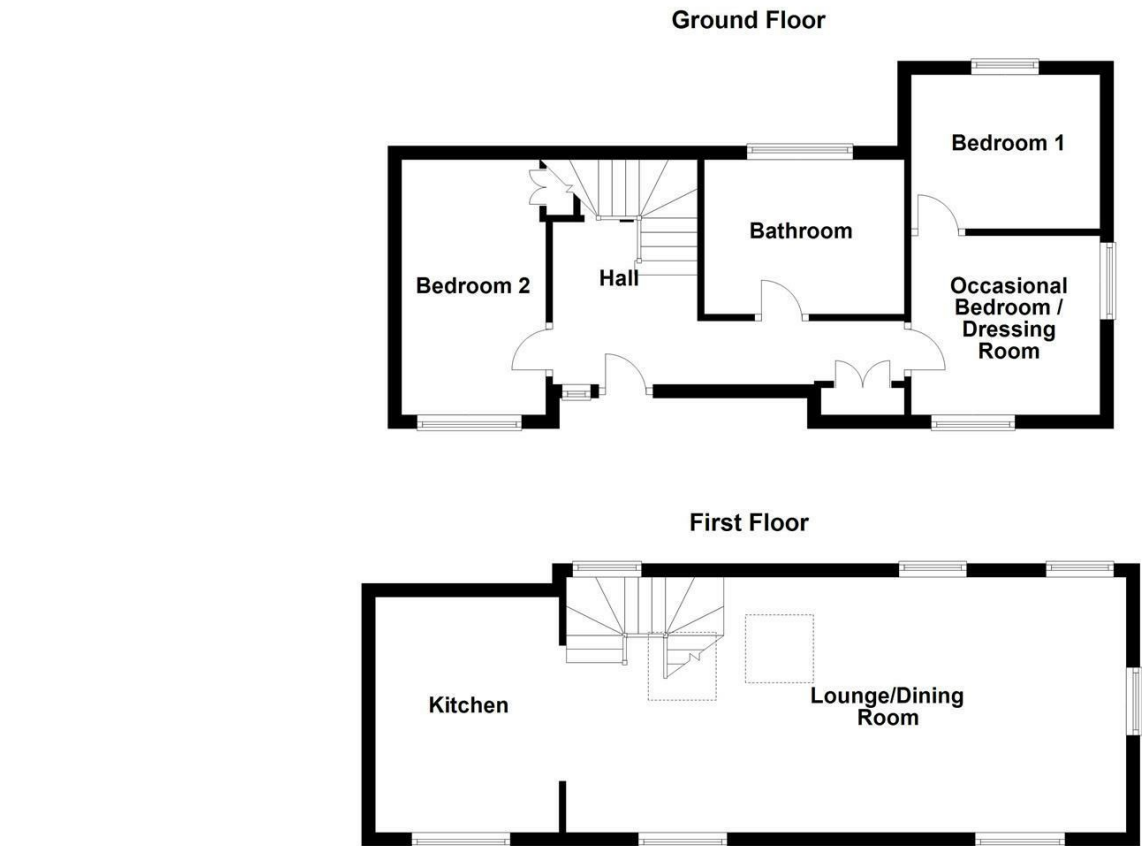 Ground Floor
Bedroom 1
Bathroom
Bedroom 2
Hall
Occasional
Bedroom /
Dressing
Room
First Floor
Kitchen
Lounge/Dining
Room